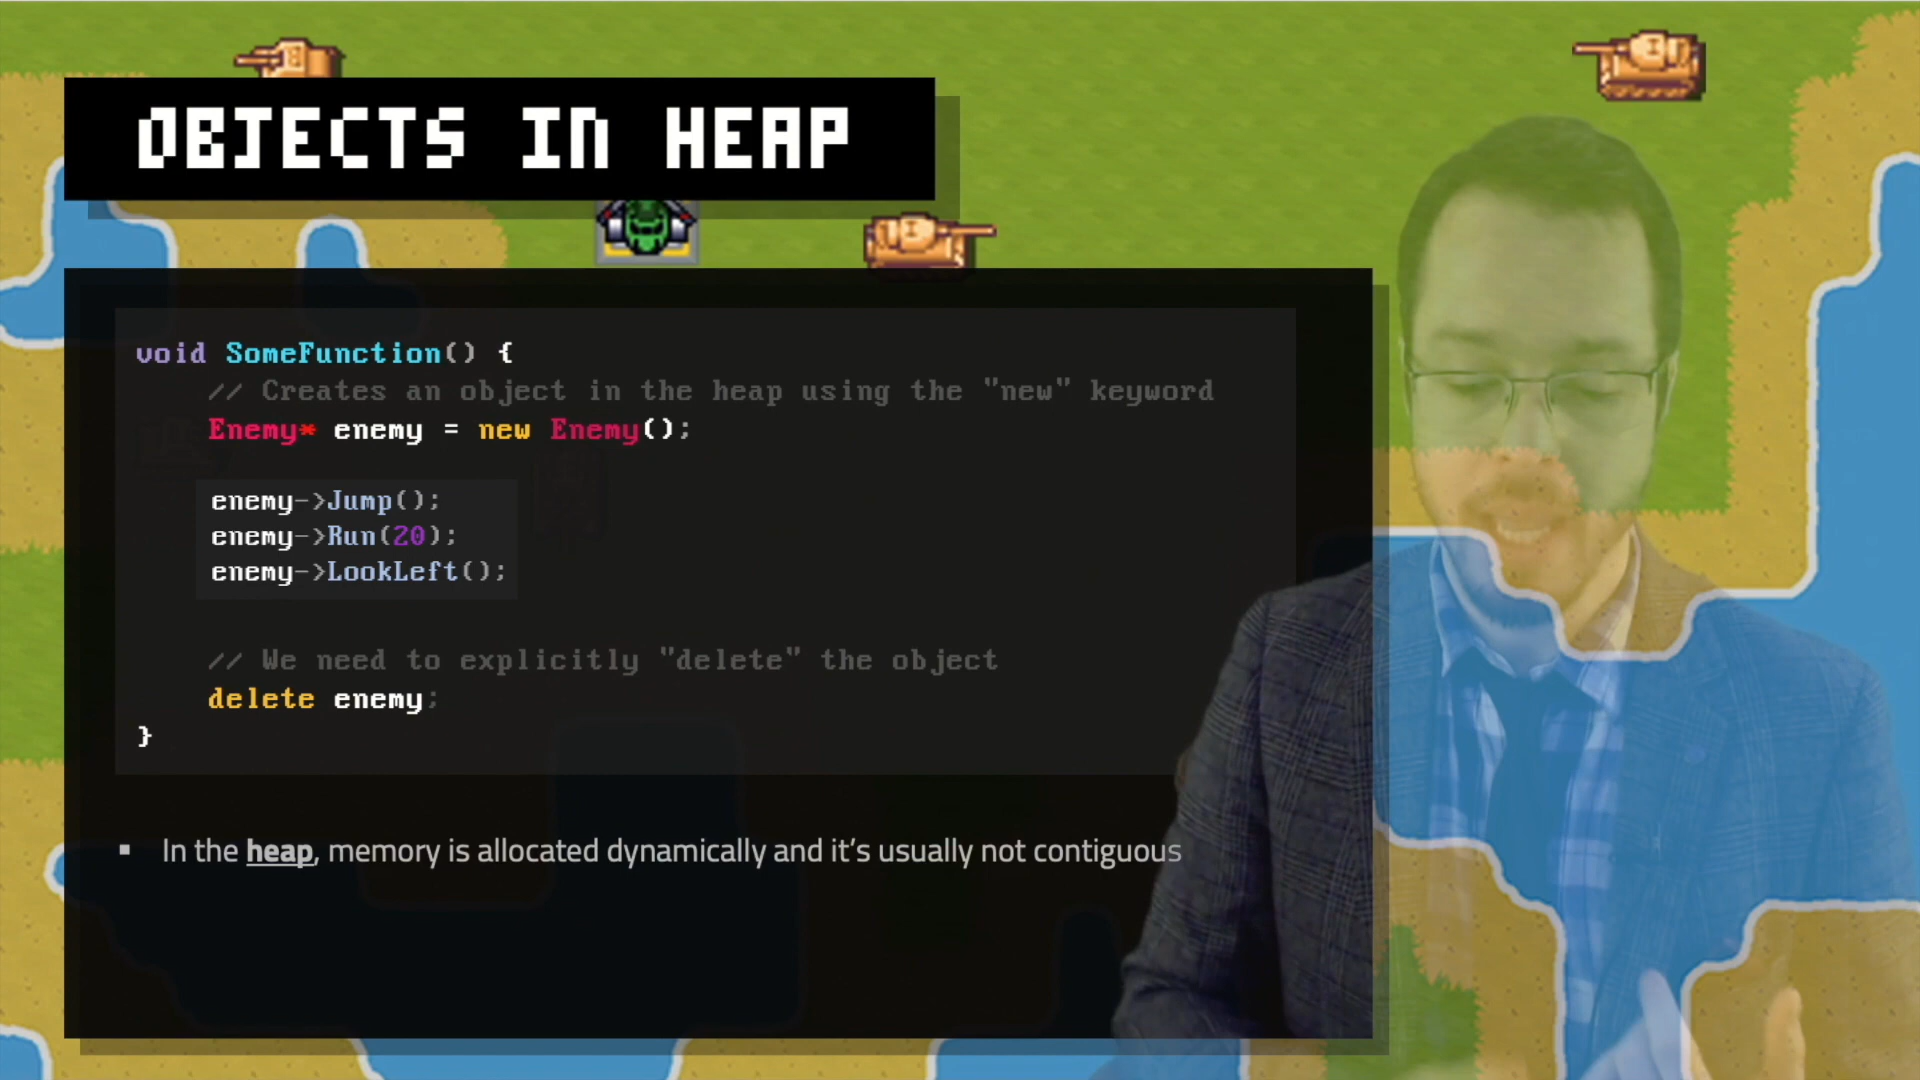 OBJECTS IN HEAP
void SomeFunction() {
// Creates an object in the heap using the "new" keyword
Enemy* enemy = new Enemy();
enemy->Jump();
enemy->Run(20);
enemy->LookLeft();
// We need to explicitly "delete" the object
delete enemy;
}
▪ In the heap, memory is allocated dynamically and it's usually not contiguous